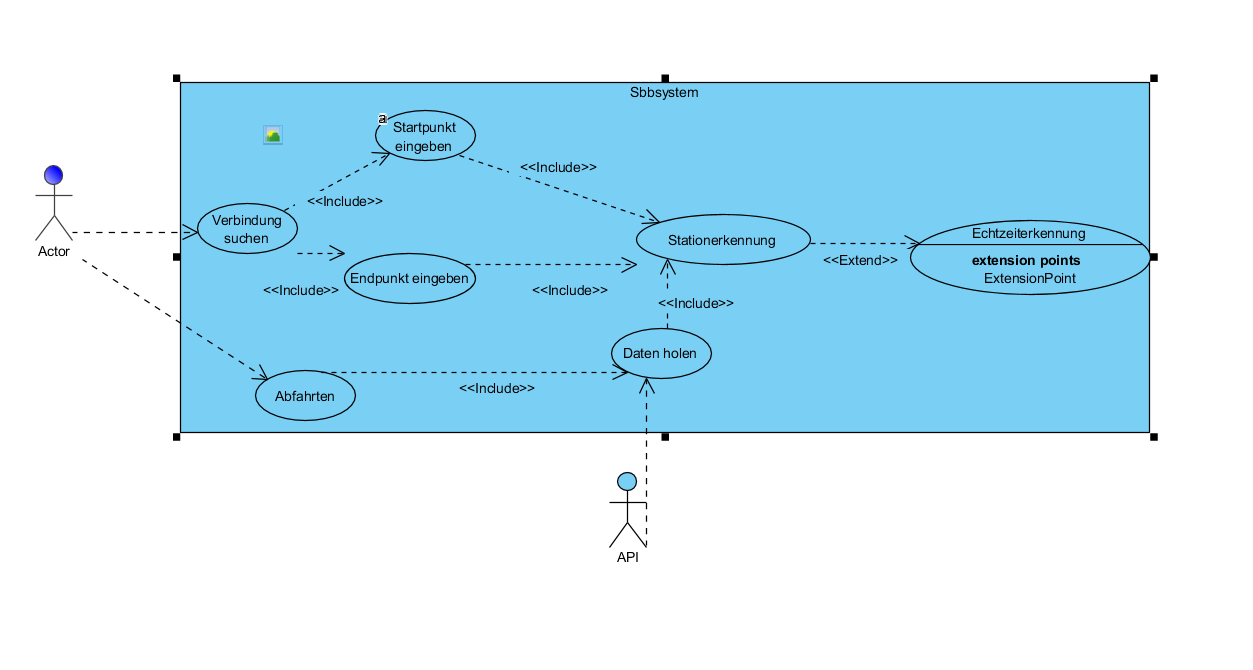 Sbbsystem
a
Startpunkt
eingeben
<<Include>>
<<Include>>
Verbindung
suchen
Stationerkennung
Echtzeiterkennung
<<Extend>>
extension points
ExtensionPoint
Actor
Endpunkt eingeben
<<Include>>
<<Include>>
<<Include>>
Daten holen
<<Include>>
Abfahrten
API